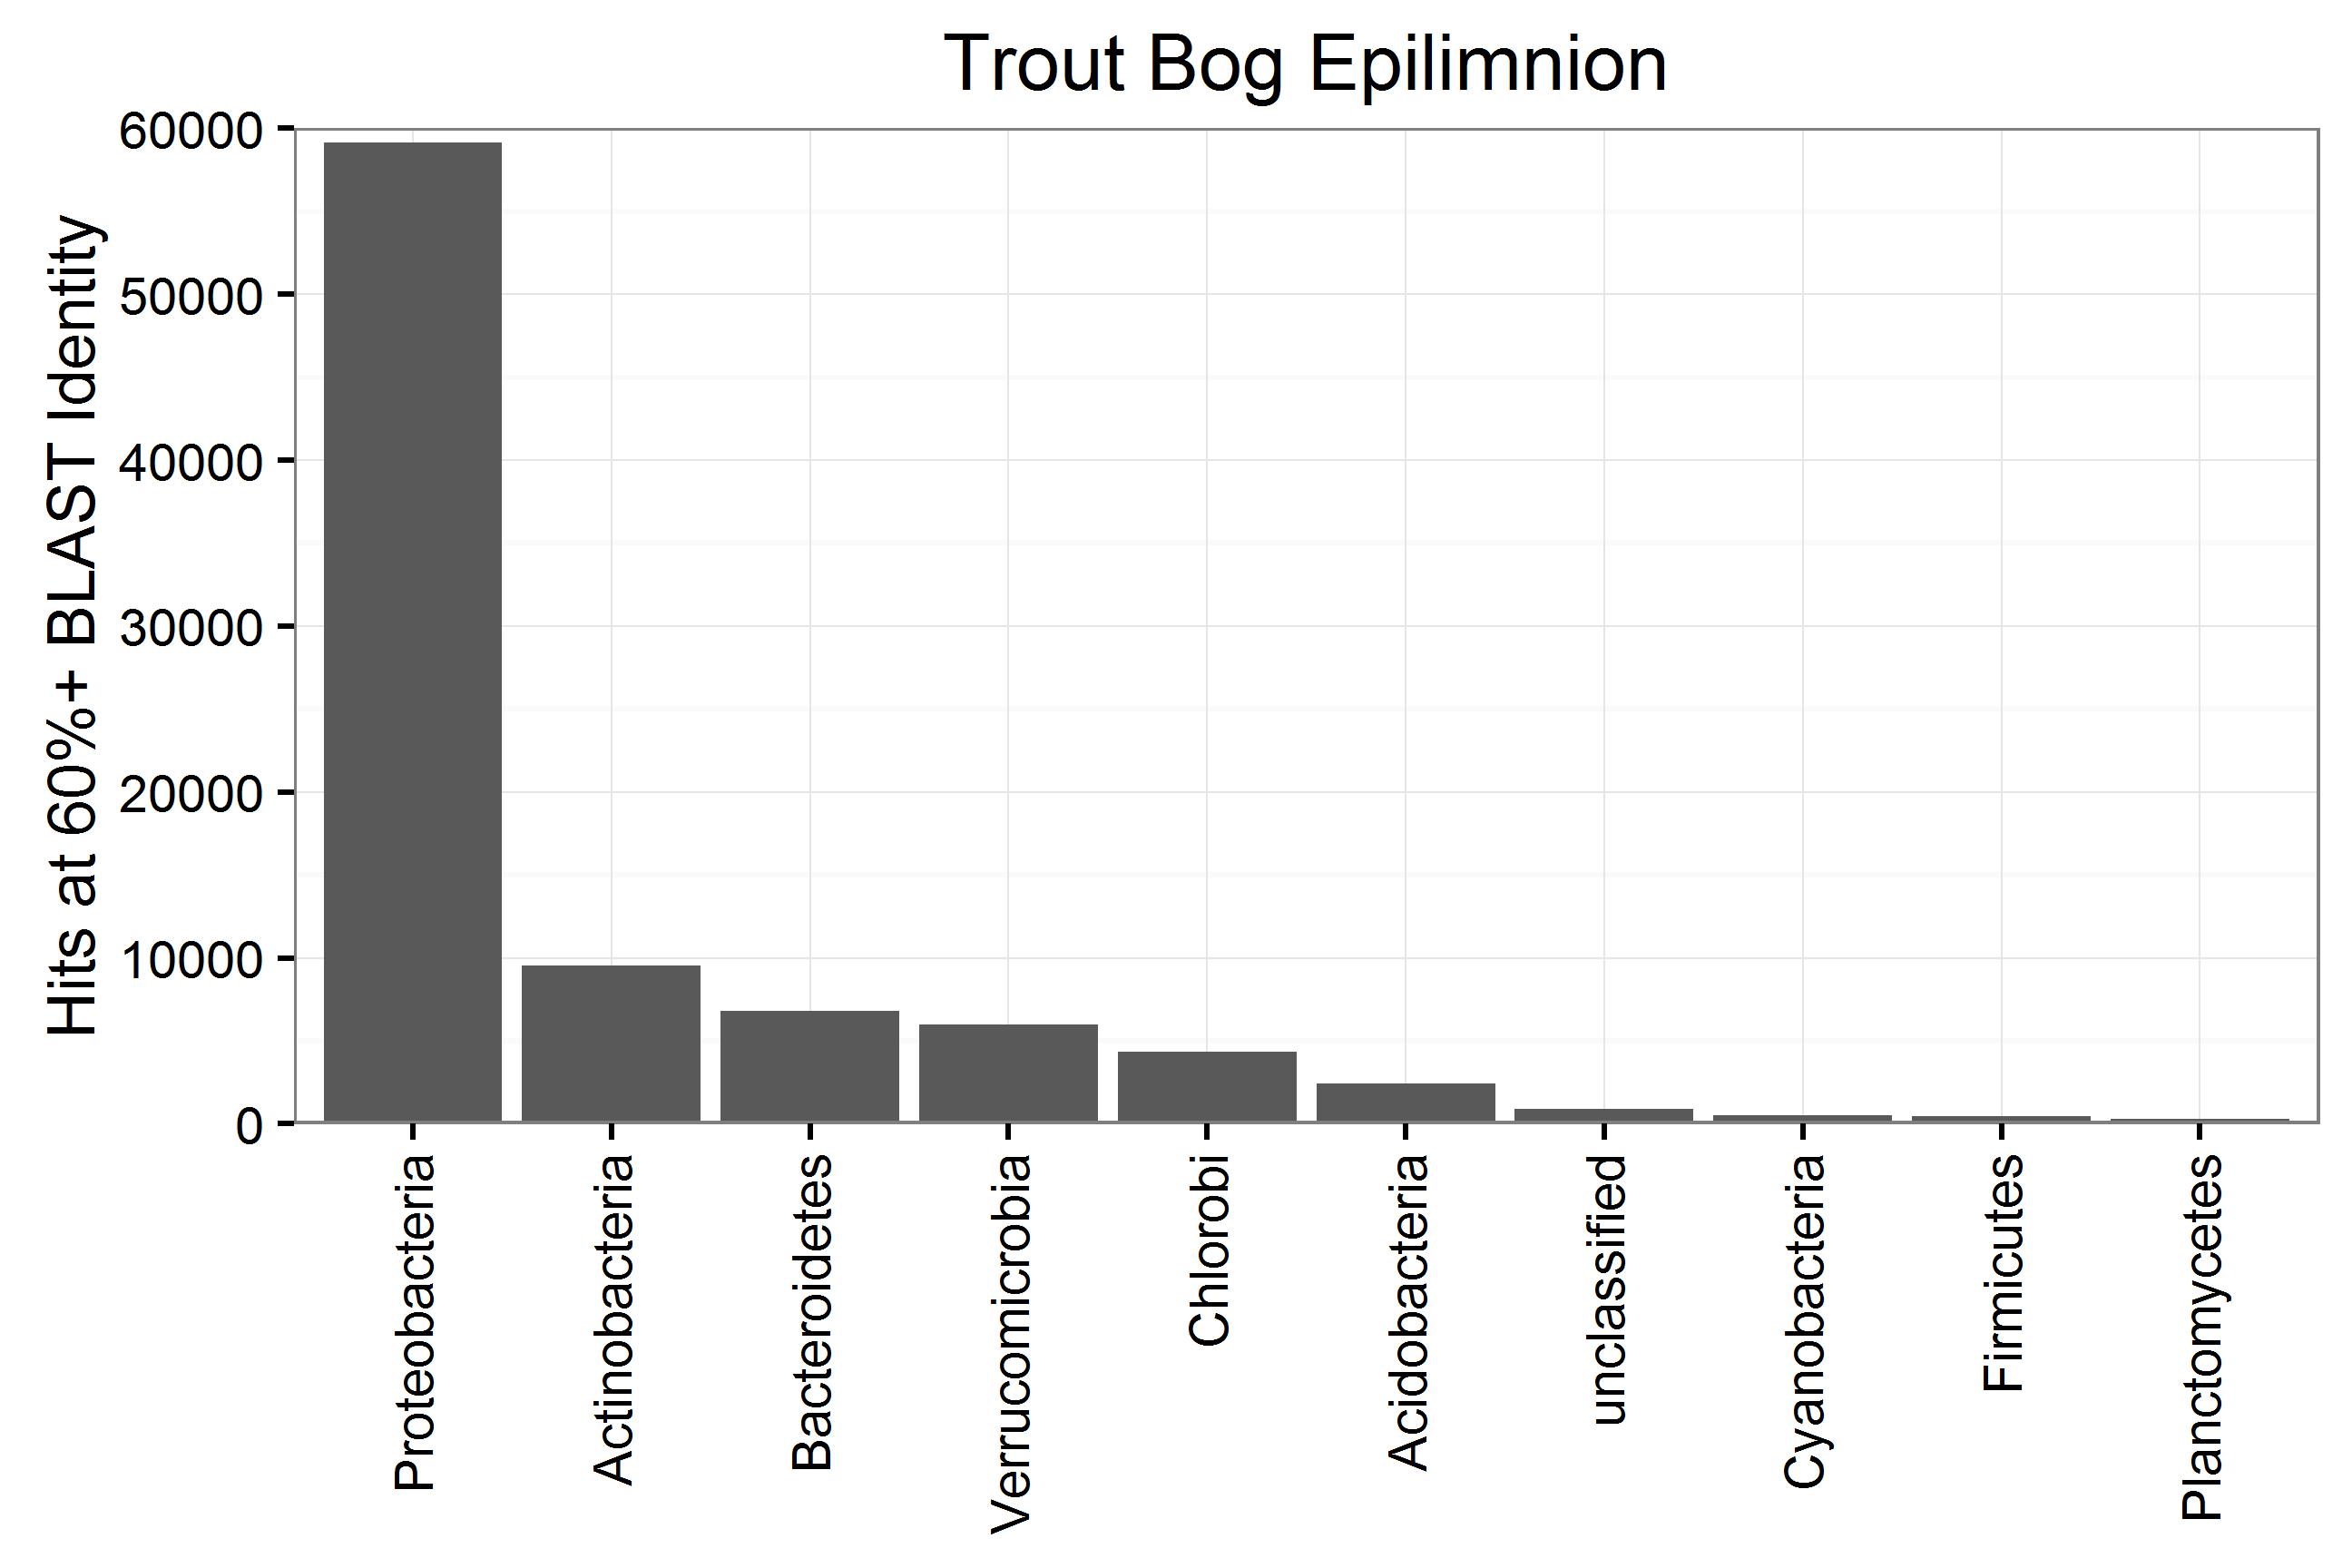 Trout Bog Epilimnion
Hits at 60%+ BLAST Identity
60000
50000
40000
30000
20000
10000
0
Proteobacteria
Actinobacteria
Bacteroidetes
Verrucomicrobia
Chlorobi
Acidobacteria
unclassified
Cyanobacteria
Firmicutes
Planctomycetes